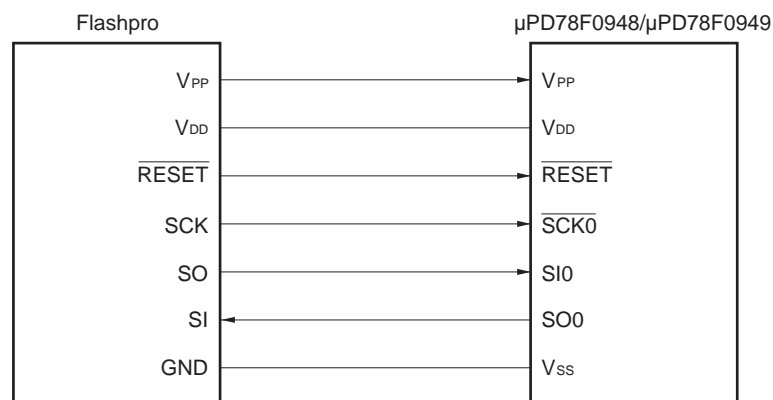 Flashpro
µPD78F0948/µPD78F0949
VPP
VPP
VDD
VDD
RESET
RESET
SCK
SCK0
SO
SI0
SI
SO0
GND
VSS